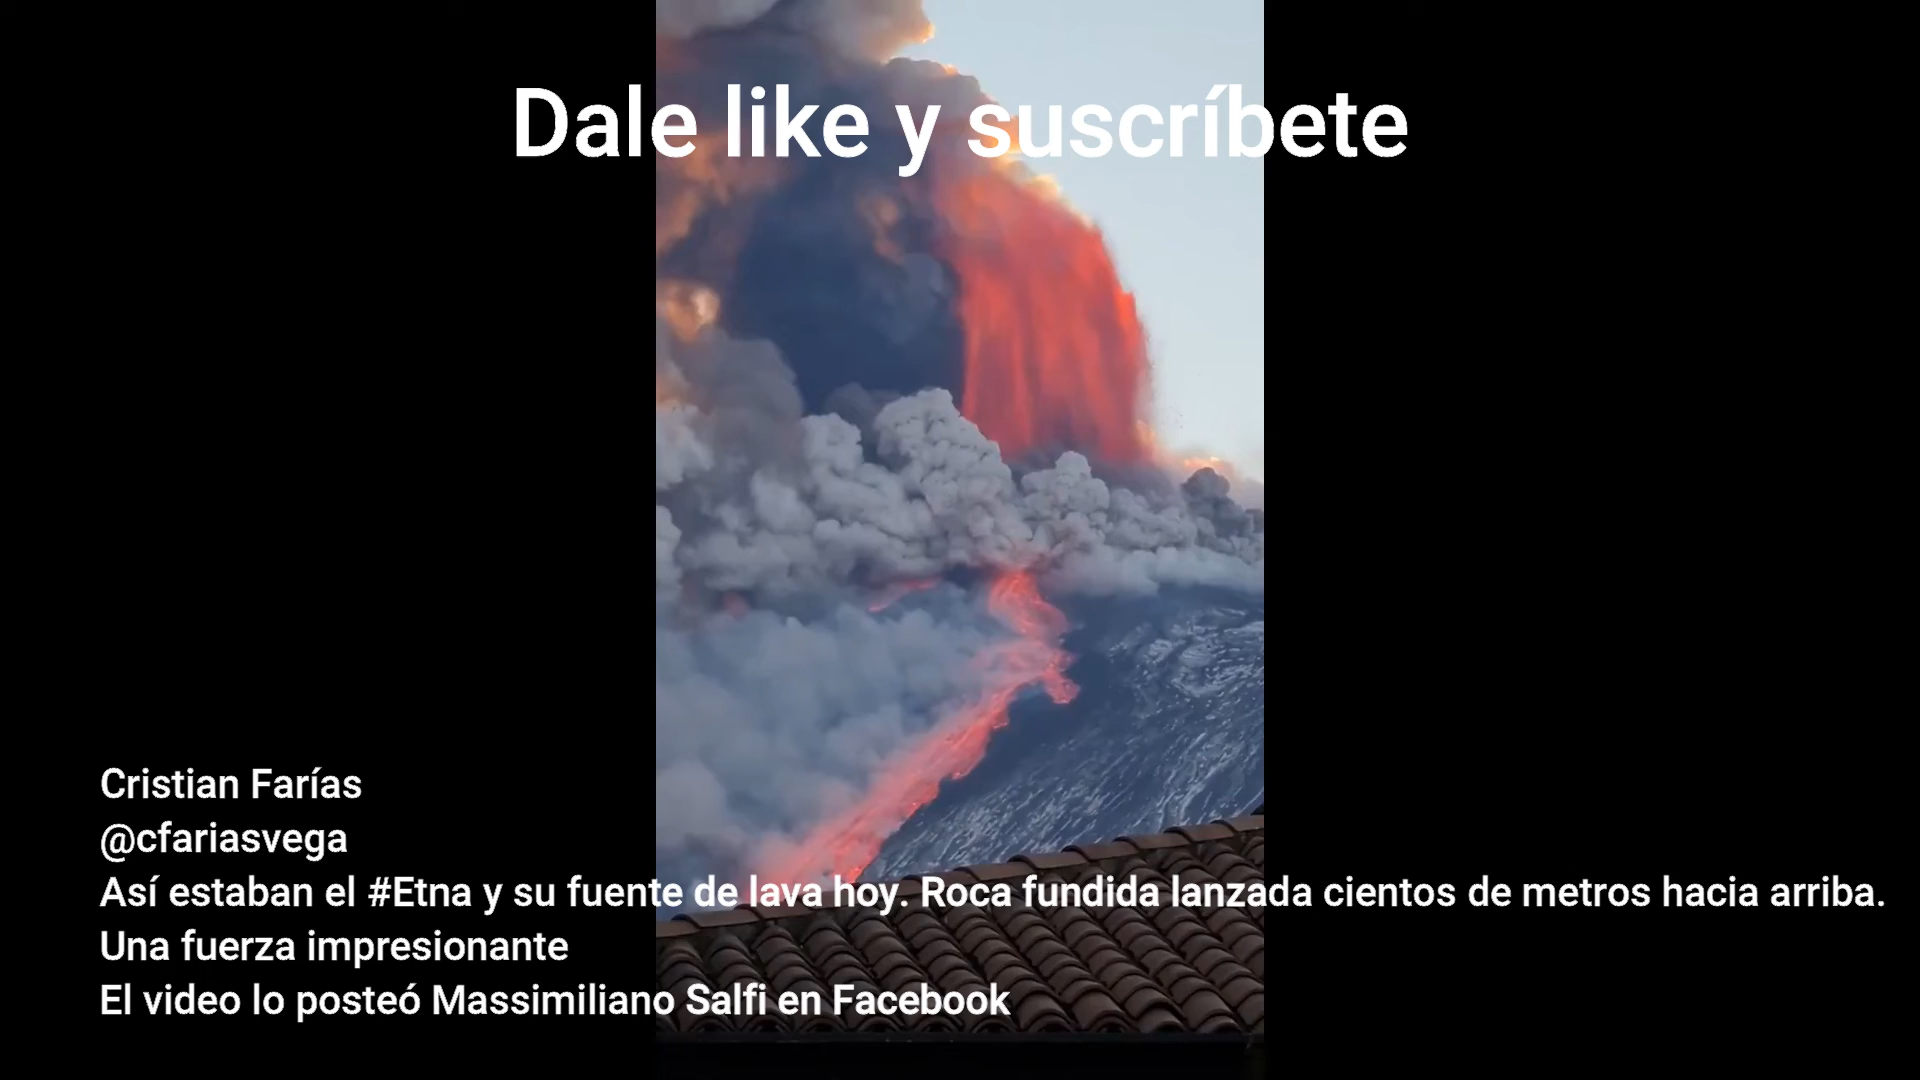 Dale like y suscríbete
Cristian Farías
@cfariasvega
Así estaban el #Etna y su fuente de lava hoy. Roca fundida lanzada cientos de metros hacia arriba.
Una fuerza impresionante
El video lo posteó Massimiliano Salfi en Facebook